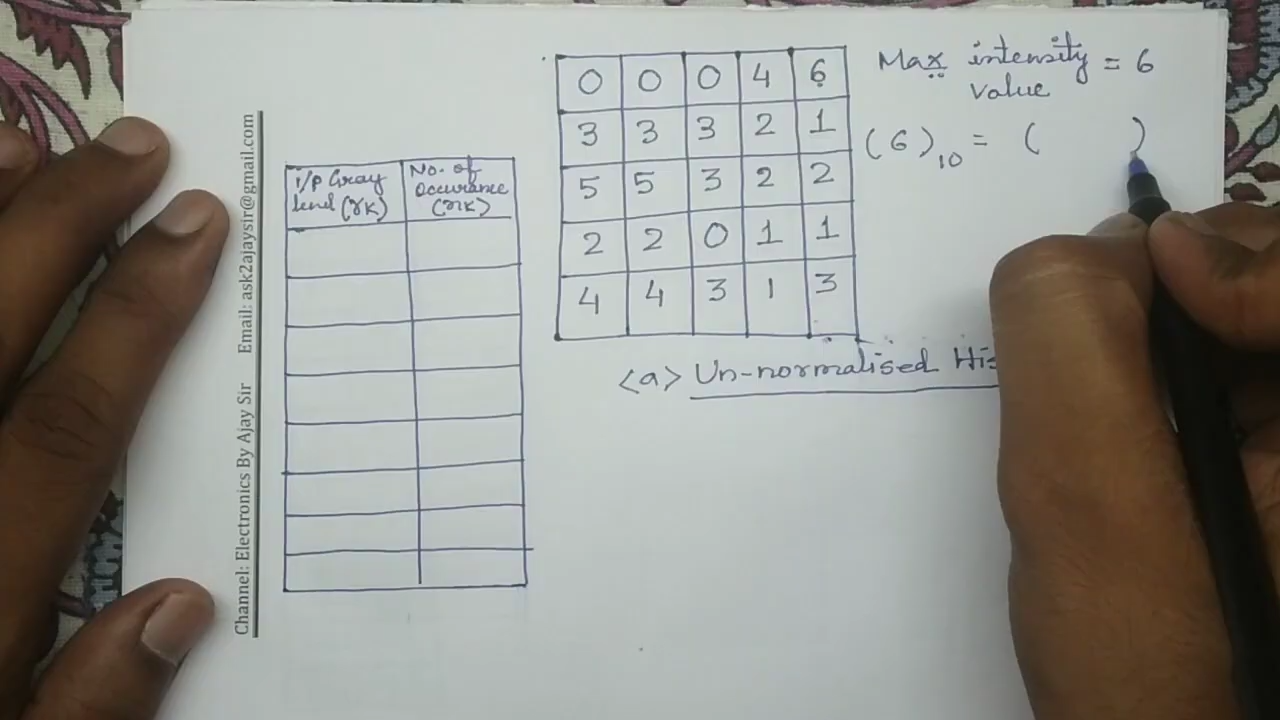 Channel: Electronics By Ajay Sir Email: ask2ajaysir@gmail.com
I/P Gray level (rk)
No. of occurance (nk)
0 0 0 4 6
3 3 3 2 1
5 5 3 2 2
2 2 0 1 1
4 4 3 1 3
Max intensity = 6
value
(6)10 = ( )
<a> Un-normalised His